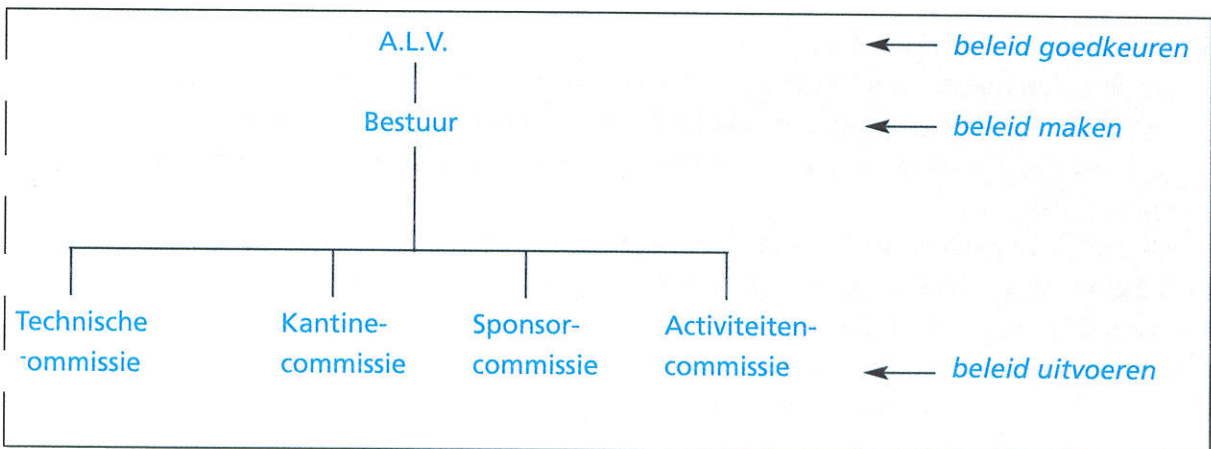 A.L.V.
beleid goedkeuren
Bestuur
beleid maken
Technische
commissie
Kantine-
commissie
Sponsor-
commissie
Activiteiten-
commissie
beleid uitvoeren